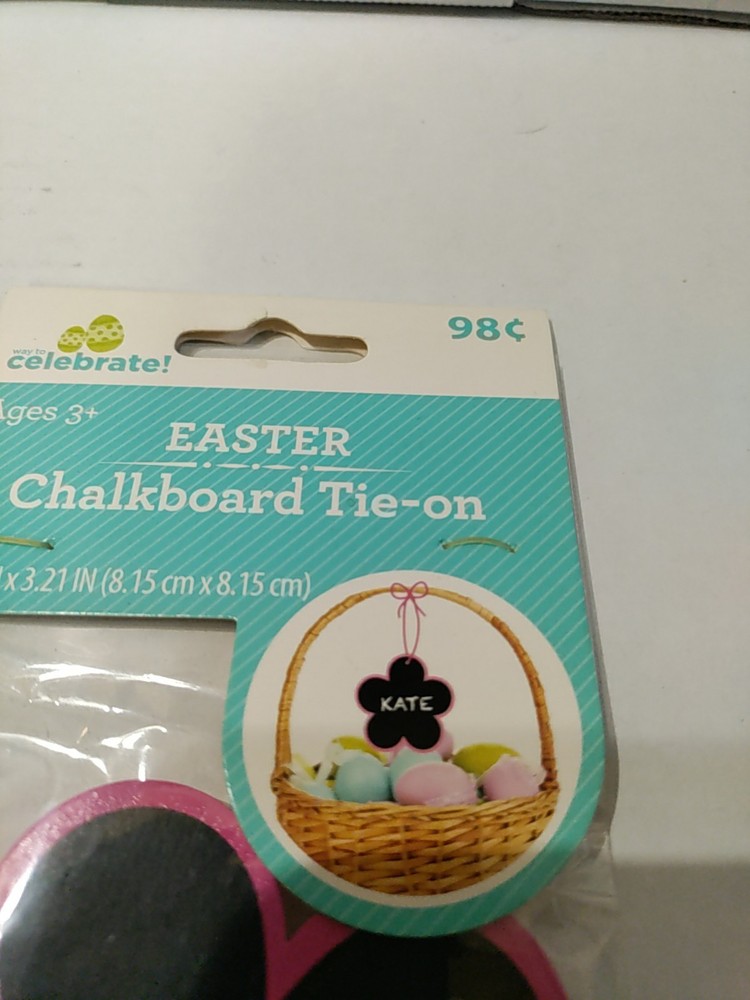 98¢
way to
celebrate!
Ages 3+
EASTER
Chalkboard Tie-on
x 3.21 IN (8.15 cm x 8.15 cm)
KATE